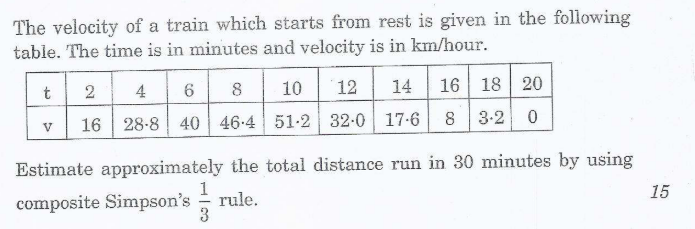 The velocity of a train which starts from rest is given in the following
table. The time is in minutes and velocity is in km/hour.
t 2 4 6 8 10 12 14 16 18 20
v 16 28·8 40 46·4 51·2 32·0 17·6 8 3·2 0
Estimate approximately the total distance run in 30 minutes by using
composite Simpson's 1/3 rule. 15